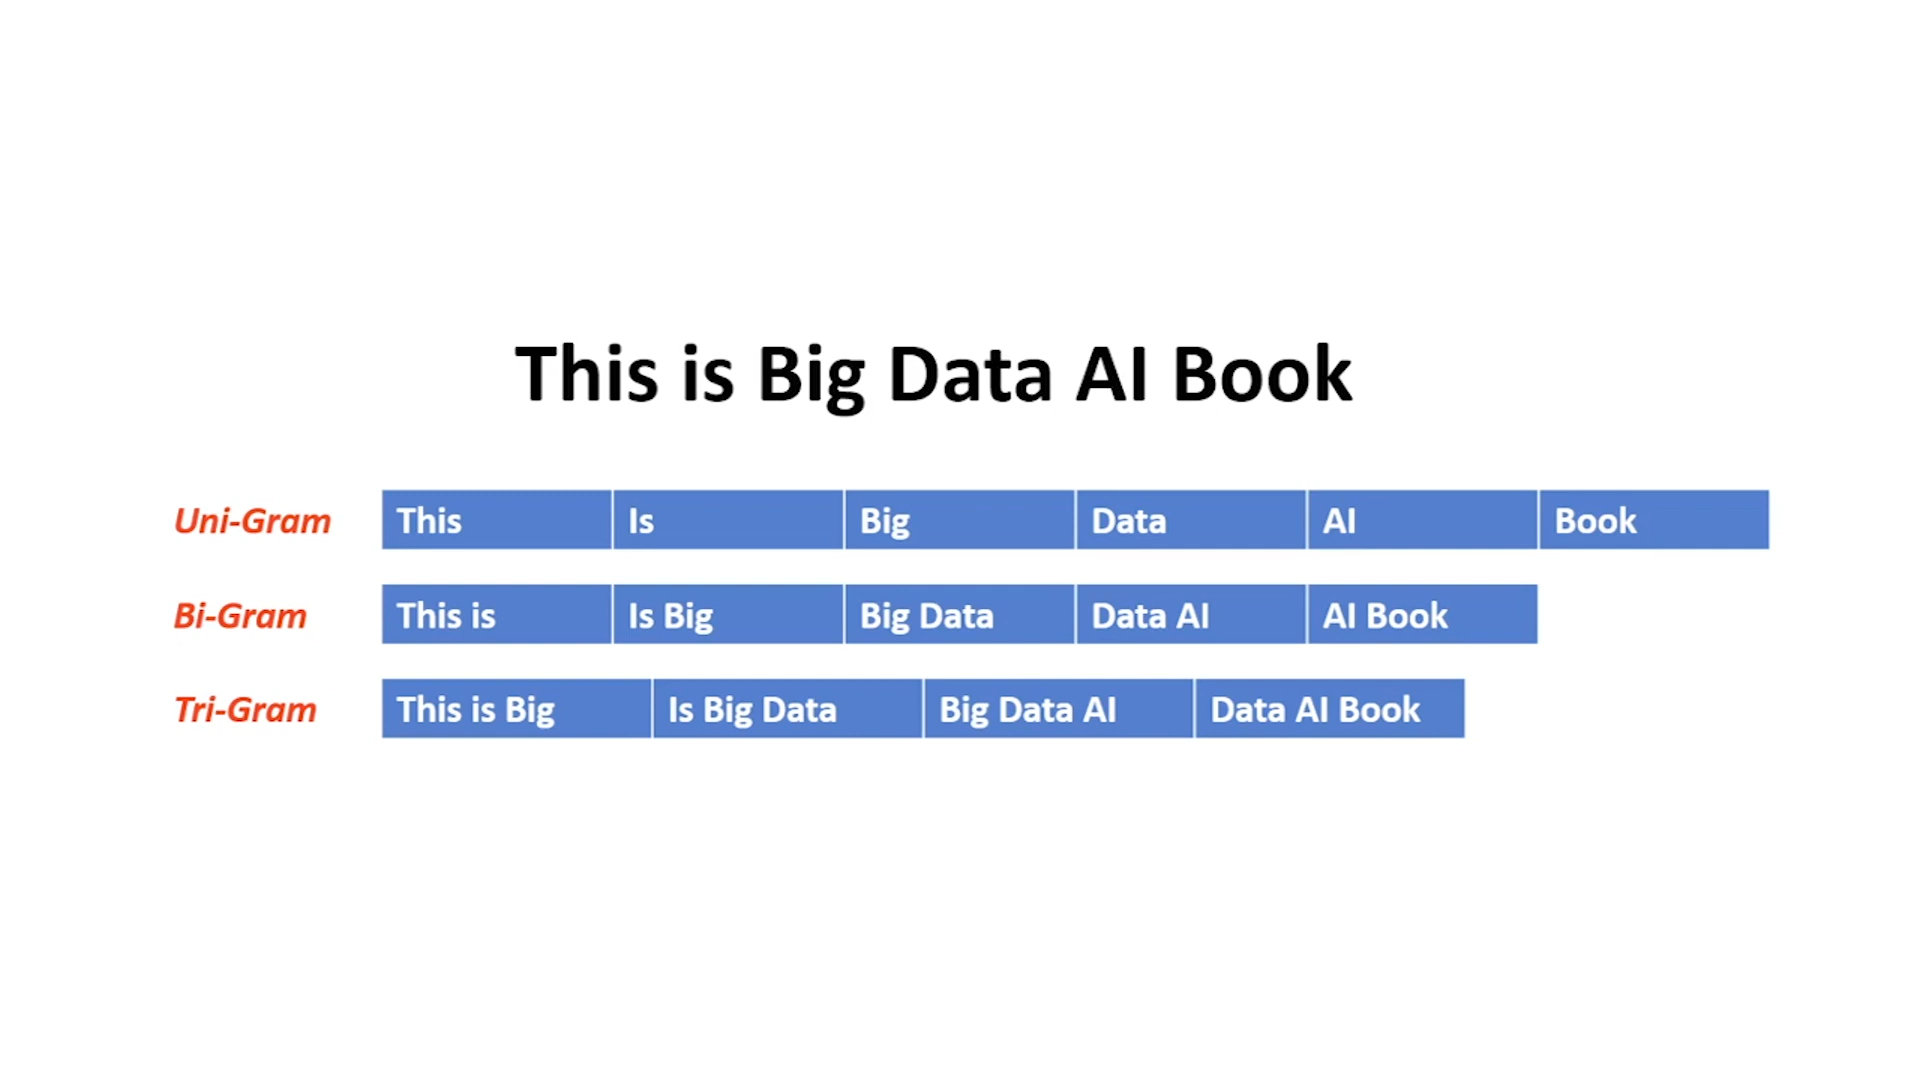 This is Big Data AI Book
Uni-Gram This Is Big Data AI Book
Bi-Gram This is Is Big Big Data Data AI AI Book
Tri-Gram This is Big Is Big Data Big Data AI Data AI Book